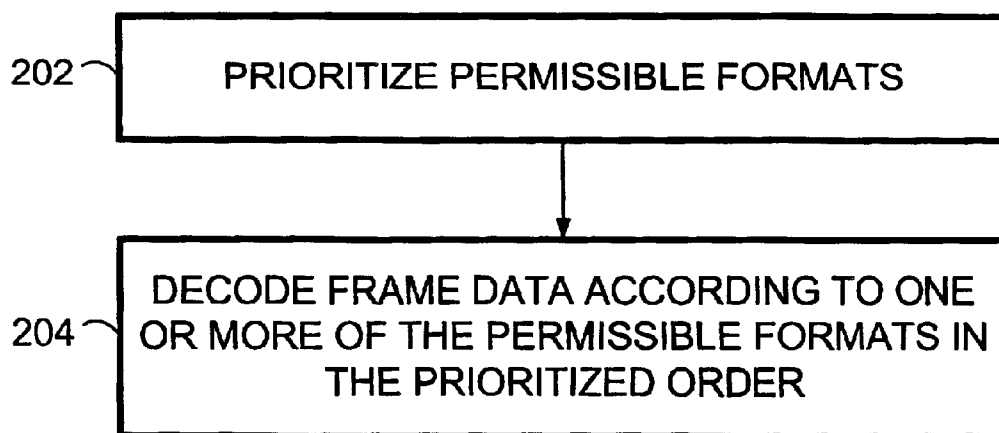 202
PRIORITIZE PERMISSIBLE FORMATS
DECODE FRAME DATA ACCORDING TO ONE
204
OR MORE OF THE PERMISSIBLE FORMATS IN
THE PRIORITIZED ORDER